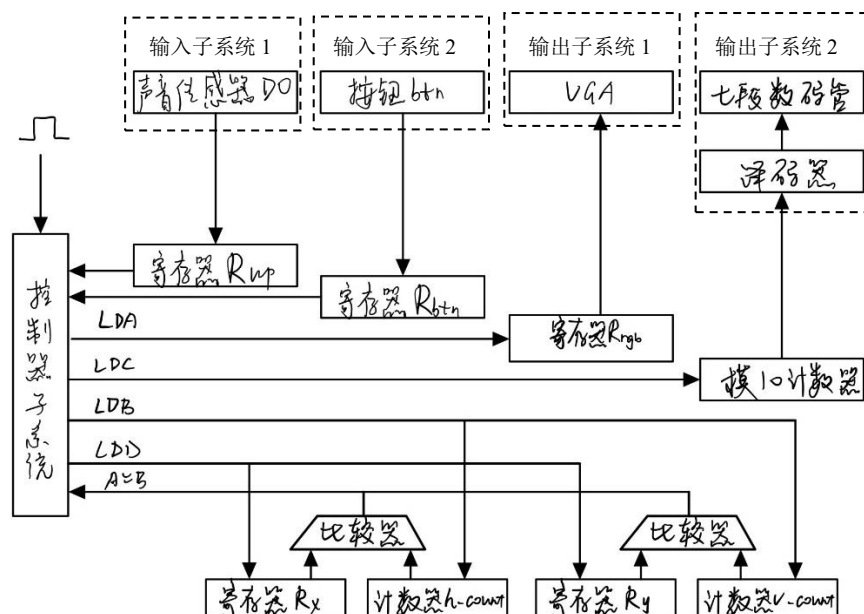 输入子系统 1
输入子系统 2
输出子系统 1
输出子系统 2
声音传感器 DO
按钮 btn
VGA
七段数码管
译码器
控制器子系统
寄存器 Rup
寄存器 Rbtn
寄存器 Rrgb
模10计数器
LDA
LDC
LDB
LDD
A=B
比较器
比较器
寄存器 Rx
计数器h-count
寄存器 Ry
计数器v-count